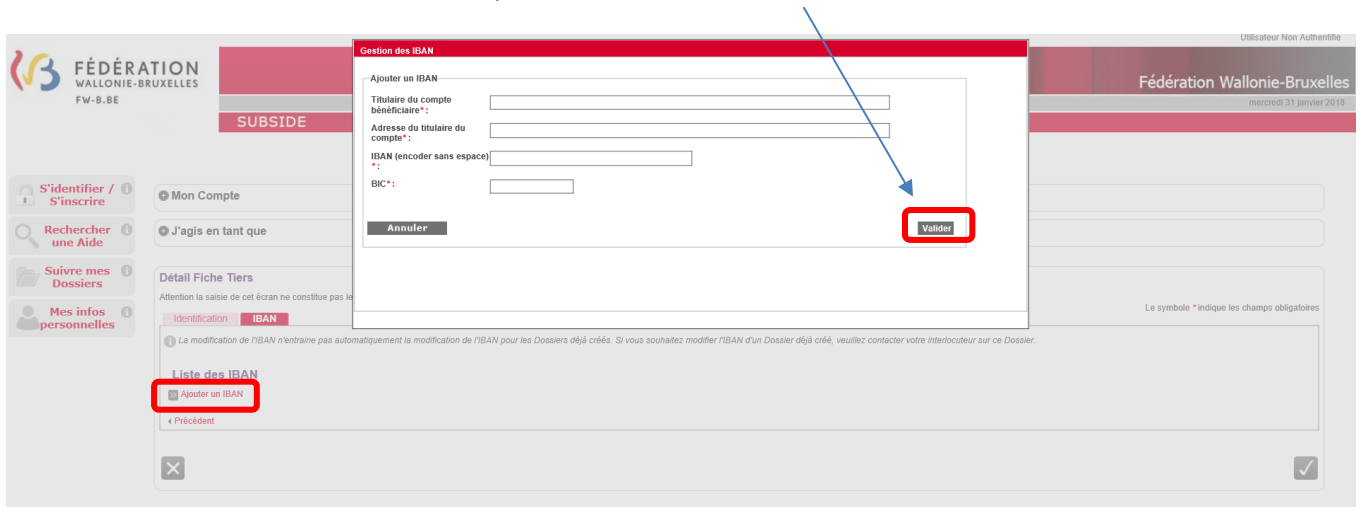 Utilisateur Non Authentifié
FÉDÉRATION
WALLONIE-BRUXELLES
FW-B.BE
Fédération Wallonie-Bruxelles
mercredi 31 janvier 2018
SUBSIDE
Gestion des IBAN
Ajouter un IBAN
Titulaire du compte
bénéficiaire* :
Adresse du titulaire du
compte* :
IBAN (encoder sans espace)
* :
BIC* :
Annuler
Valider
S'identifier /
S'inscrire
Rechercher
une Aide
Suivre mes
Dossiers
Mes infos
personnelles
Mon Compte
J'agis en tant que
Détail Fiche Tiers
Attention la saisie de cet écran ne constitue pas le
Le symbole * indique les champs obligatoires
Identification
IBAN
La modification de l'IBAN n'entraine pas automatiquement la modification de l'IBAN pour les Dossiers déjà créés. Si vous souhaitez modifier l'IBAN d'un Dossier déjà créé, veuillez contacter votre interlocuteur sur ce Dossier.
Liste des IBAN
Ajouter un IBAN
Précédent